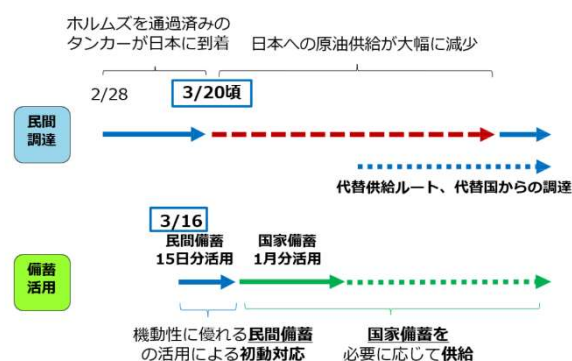 ホルムズを通過済みの
タンカーが日本に到着
日本への原油供給が大幅に減少
2/28
3/20頃
民間
調達
代替供給ルート、代替国からの調達
3/16
民間備蓄
15日分活用
国家備蓄
1月分活用
備蓄
活用
機動性に優れる民間備蓄
の活用による初動対応
国家備蓄を
必要に応じて供給